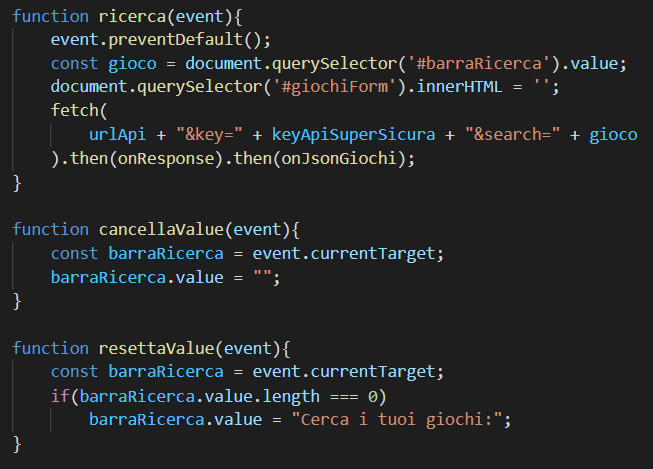 function ricerca(event){
    event.preventDefault();
    const gioco = document.querySelector('#barraRicerca').value;
    document.querySelector('#giochiForm').innerHTML = '';
    fetch(
        urlApi + "&key=" + keyApiSuperSicura + "&search=" + gioco
    ).then(onResponse).then(onJsonGiochi);
}

function cancellaValue(event){
    const barraRicerca = event.currentTarget;
    barraRicerca.value = "";
}

function resettaValue(event){
    const barraRicerca = event.currentTarget;
    if(barraRicerca.value.length === 0)
        barraRicerca.value = "Cerca i tuoi giochi:";
}